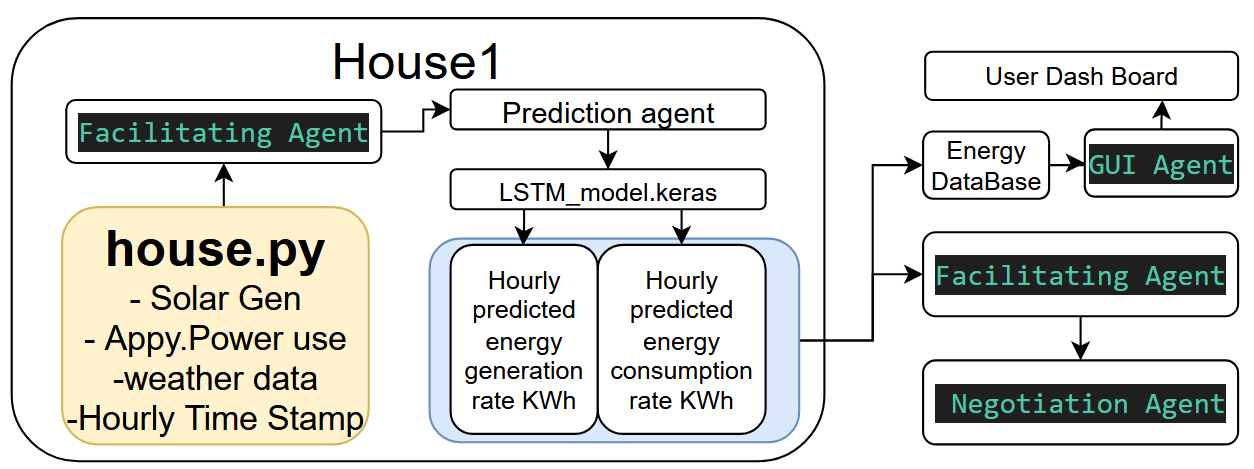 House1
Facilitating Agent
house.py
- Solar Gen
- Appy.Power use
-weather data
-Hourly Time Stamp
Prediction agent
LSTM_model.keras
Hourly
predicted
energy
generation
rate KWh
Hourly
predicted
energy
consumption
rate KWh
User Dash Board
Energy
DataBase
GUI Agent
Facilitating Agent
Negotiation Agent